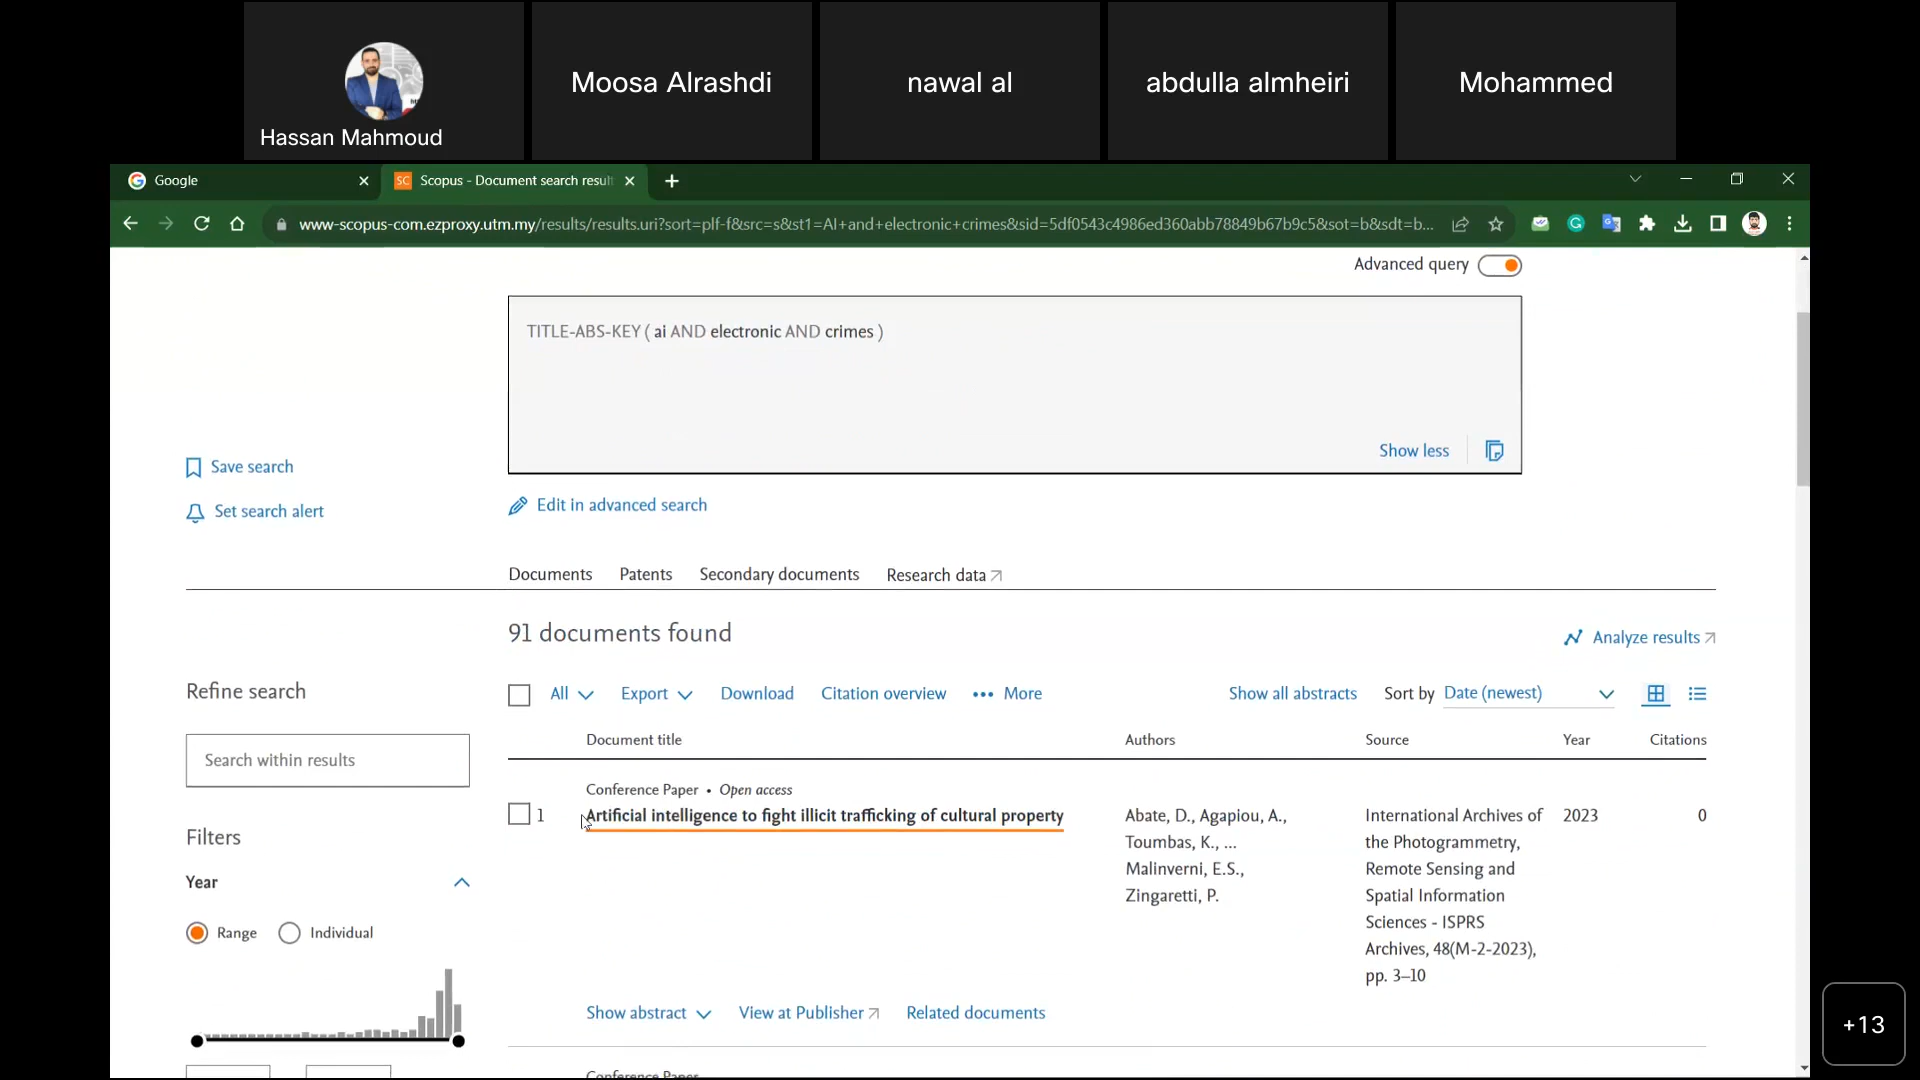 Hassan Mahmoud
Moosa Alrashdi
nawal al
abdulla almheiri
Mohammed
Google
Scopus - Document search result
www-scopus-com.ezproxy.utm.my/results/results.uri?sort=plf-f&src=s&st1=AI+and+electronic+crimes&sid=5df0543c4986ed360abb78849b67b9c5&sot=b&sdt=b...
Advanced query
TITLE-ABS-KEY ( ai AND electronic AND crimes )
Show less
Save search
Edit in advanced search
Set search alert
Documents Patents Secondary documents Research data
91 documents found
Analyze results
Refine search
All Export Download Citation overview ••• More Show all abstracts Sort by Date (newest)
Document title Authors Source Year Citations
Search within results
Conference Paper • Open access
1 Artificial intelligence to fight illicit trafficking of cultural property
Abate, D., Agapiou, A.,
Toumbas, K., ...
Malinverni, E.S.,
Zingaretti, P.
International Archives of
the Photogrammetry,
Remote Sensing and
Spatial Information
Sciences - ISPRS
Archives, 48(M-2-2023),
pp. 3–10
2023
0
Filters
Year
Range Individual
Show abstract View at Publisher Related documents
Conference Paper
+13